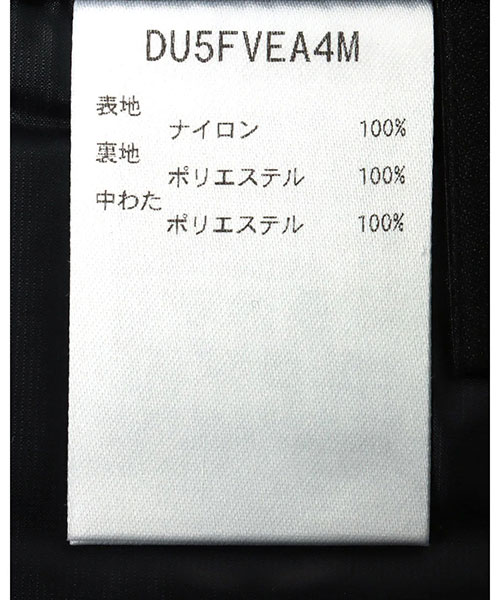 DU5FVEA4M
表地
ナイロン 100%
裏地
ポリエステル 100%
中わた
ポリエステル 100%